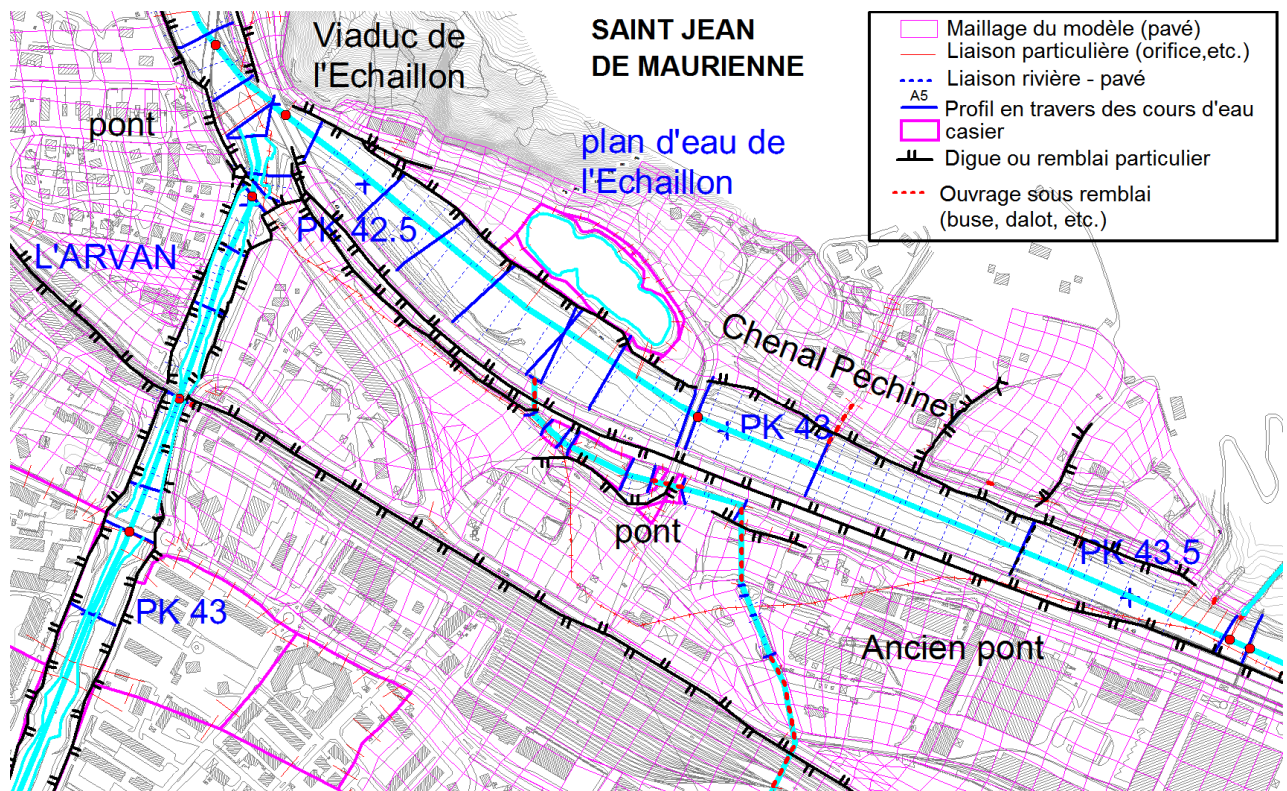 Viaduc de
l'Echaillon
SAINT JEAN
DE MAURIENNE
Maillage du modèle (pavé)
Liaison particulière (orifice,etc.)
Liaison rivière - pavé
A5
Profil en travers des cours d'eau
casier
Digue ou remblai particulier
Ouvrage sous remblai
(buse, dalot, etc.)
pont
plan d'eau de
l'Echaillon
PK 42.5
L'ARVAN
Chenal Pechiney
PK 43
pont
PK 43.5
PK 43
Ancien pont